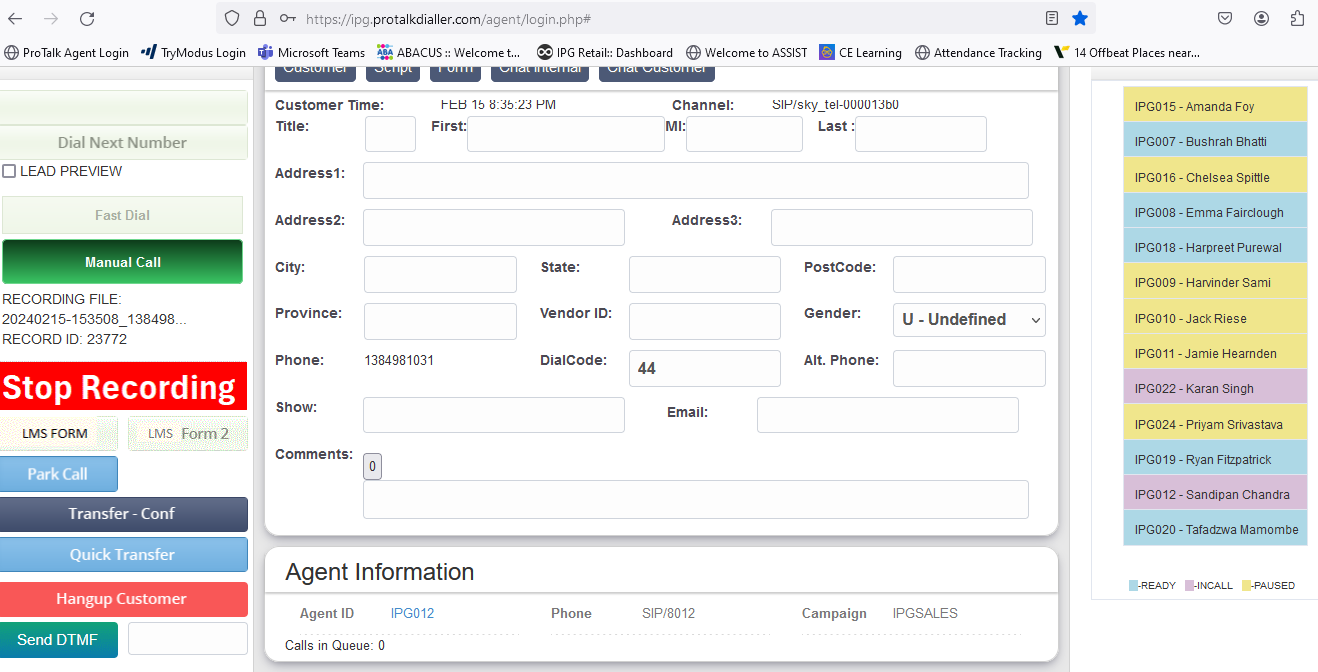 https://ipg.protalkdialler.com/agent/login.php#
ProTalk Agent Login TryModus Login Microsoft Teams ABACUS :: Welcome t... IPG Retail:: Dashboard Welcome to ASSIST CE Learning Attendance Tracking 14 Offbeat Places near...
Customer Script Form Chat Internal Chat Customer
Dial Next Number
LEAD PREVIEW
Fast Dial
Manual Call
RECORDING FILE:
20240215-153508_138498...
RECORD ID: 23772
Stop Recording
LMS FORM LMS Form 2
Park Call
Transfer - Conf
Quick Transfer
Hangup Customer
Send DTMF
Customer Time: FEB 15 8:35:23 PM Channel: SIP/sky_tel-000013b0
Title: First: MI: Last :
Address1:
Address2: Address3:
City: State: PostCode:
Province: Vendor ID: Gender: U - Undefined
Phone: 1384981031 DialCode: 44 Alt. Phone:
Show: Email:
Comments: 0
Agent Information
Agent ID IPG012 Phone SIP/8012 Campaign IPGSALES
Calls in Queue: 0
IPG015 - Amanda Foy
IPG007 - Bushrah Bhatti
IPG016 - Chelsea Spittle
IPG008 - Emma Fairclough
IPG018 - Harpreet Purewal
IPG009 - Harvinder Sami
IPG010 - Jack Riese
IPG011 - Jamie Hearnden
IPG022 - Karan Singh
IPG024 - Priyam Srivastava
IPG019 - Ryan Fitzpatrick
IPG012 - Sandipan Chandra
IPG020 - Tafadzwa Mamombe
-READY -INCALL -PAUSED